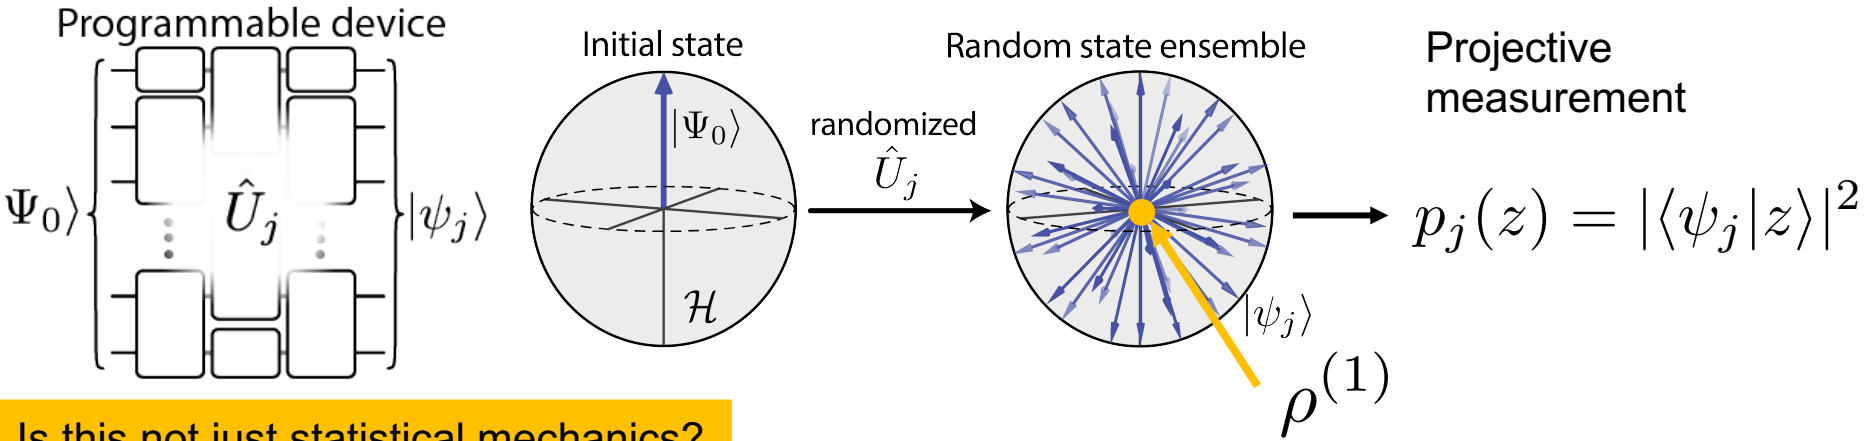 Programmable device
Ψ₀⟩
Û_j
|ψ_j⟩
Initial state
|Ψ₀⟩
ℋ
randomized
Û_j
Random state ensemble
|ψ_j⟩
ρ^(1)
Projective
measurement
p_j(z) = |⟨ψ_j|z⟩|²
Is this not just statistical mechanics?